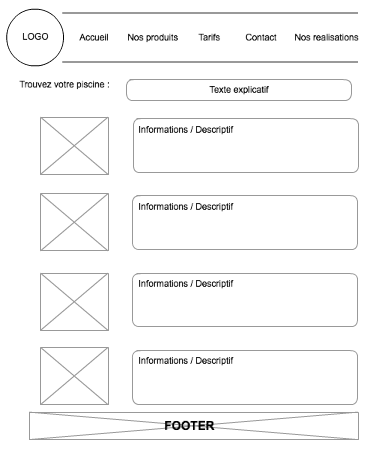 LOGO
Accueil Nos produits Tarifs Contact Nos realisations
Trouvez votre piscine :
Texte explicatif
Informations / Descriptif
Informations / Descriptif
Informations / Descriptif
Informations / Descriptif
FOOTER